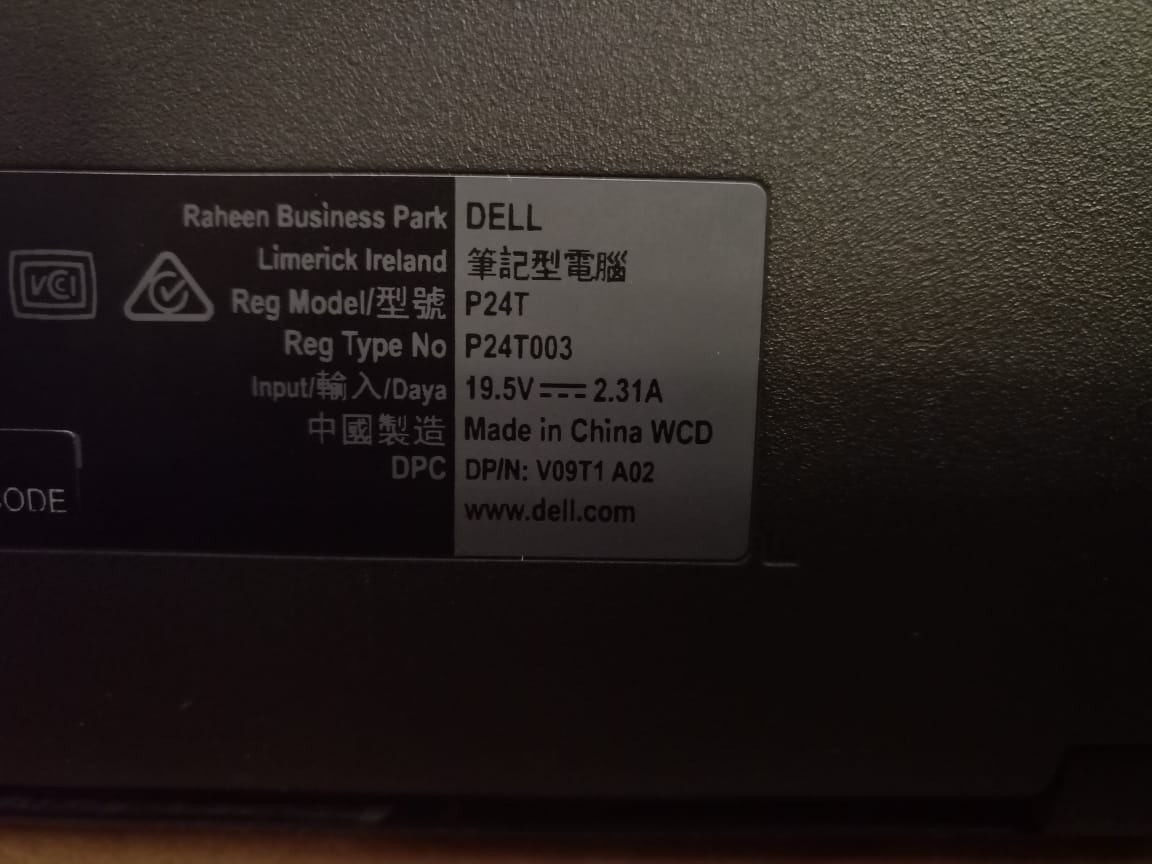 Raheen Business Park DELL
Limerick Ireland 筆記型電腦
Reg Model/型號 P24T
Reg Type No P24T003
Input/輸入/Daya 19.5V 2.31A
中國製造 Made in China WCD
DPC DP/N: V09T1 A02
www.dell.com
VCI
ODE